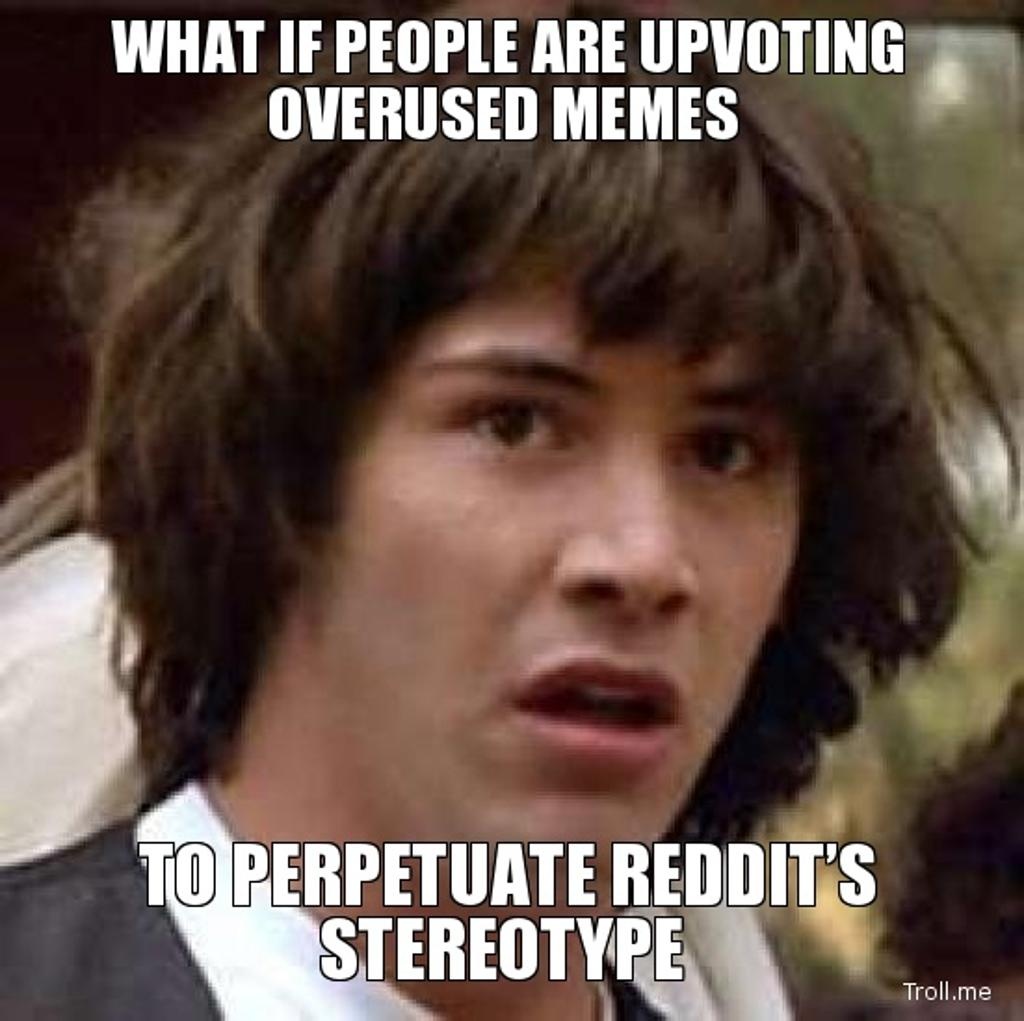 WHAT IF PEOPLE ARE UPVOTING
OVERUSED MEMES
TO PERPETUATE REDDIT'S
STEREOTYPE
Troll.me